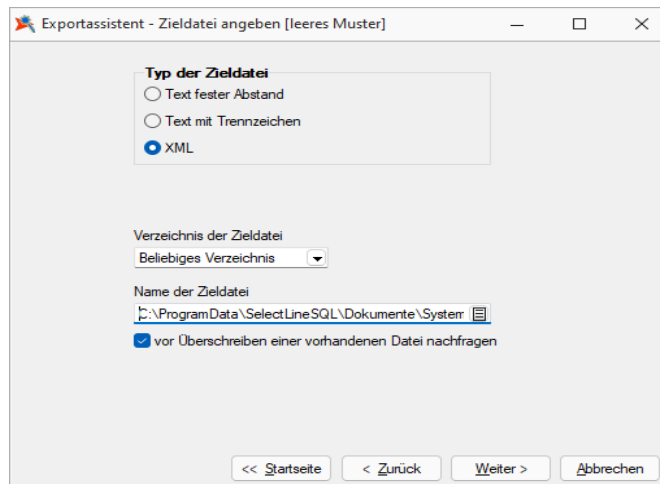 Exportassistent - Zieldatei angeben [leeres Muster]
Typ der Zieldatei
Text fester Abstand
Text mit Trennzeichen
XML
Verzeichnis der Zieldatei
Beliebiges Verzeichnis
Name der Zieldatei
C:\ProgramData\SelectLineSQL\Dokumente\System
vor Überschreiben einer vorhandenen Datei nachfragen
<< Startseite < Zurück Weiter > Abbrechen